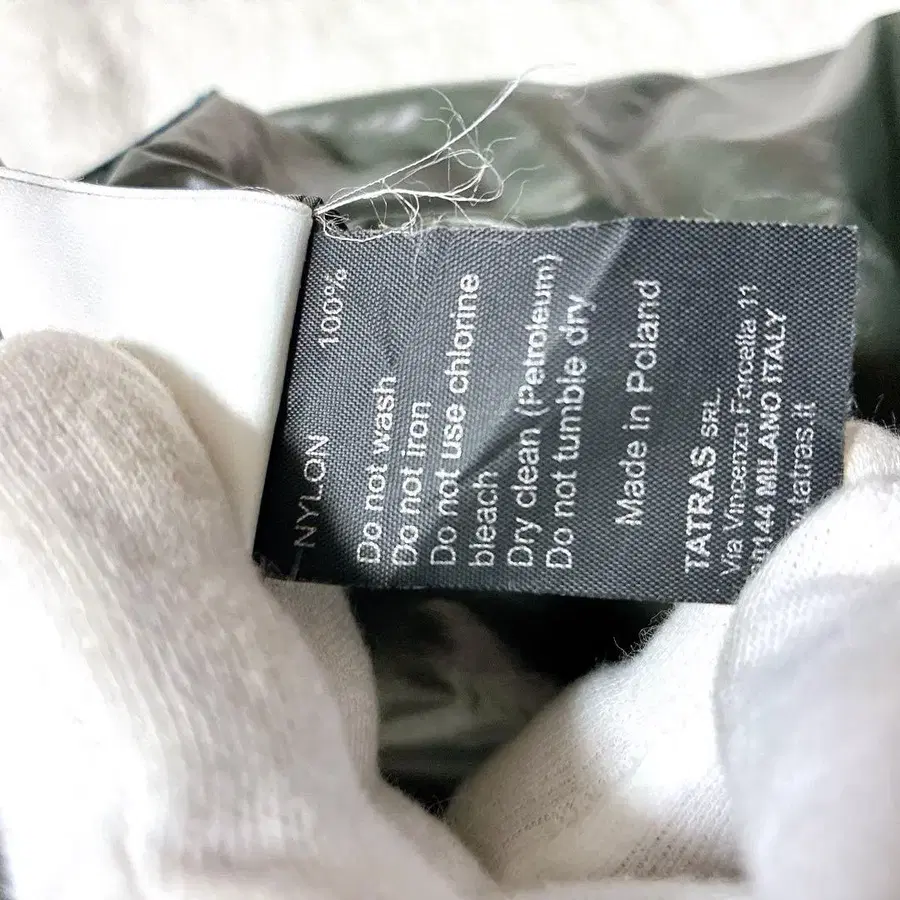 NYLON 100%
Do not wash
Do not iron
Do not use chlorine
bleach
Dry clean (Petroleum)
Do not tumble dry
Made in Poland
TATRAS SRL
Via Vincenzo Forcella 11
MILANO ITALY
tatras.it